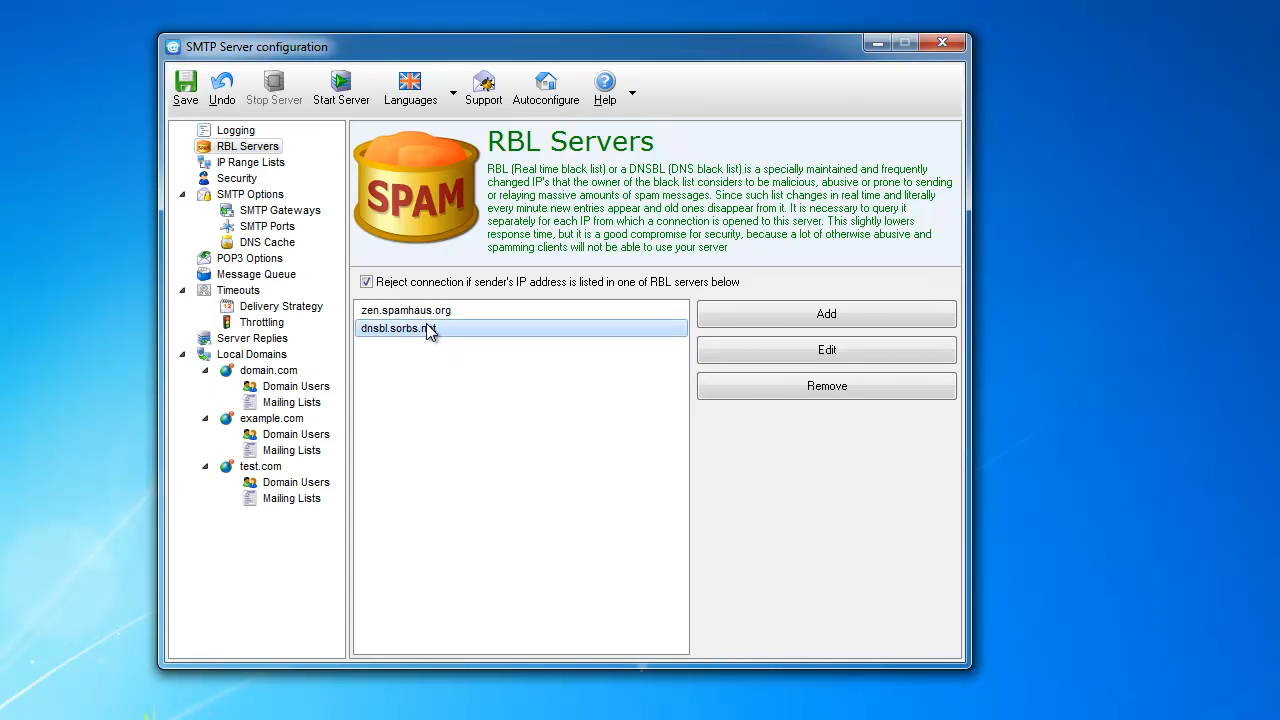 SMTP Server configuration
Save Undo Stop Server Start Server Languages Support Autoconfigure Help
Logging
RBL Servers
IP Range Lists
Security
SMTP Options
SMTP Gateways
SMTP Ports
DNS Cache
POP3 Options
Message Queue
Timeouts
Delivery Strategy
Throttling
Server Replies
Local Domains
domain.com
Domain Users
Mailing Lists
example.com
Domain Users
Mailing Lists
test.com
Domain Users
Mailing Lists
SPAM
RBL Servers
RBL (Real time black list) or a DNSBL (DNS black list) is a specially maintained and frequently
changed IP's that the owner of the black list considers to be malicious, abusive or prone to sending
or relaying massive amounts of spam messages. Since such list changes in real time and literally
every minute new entries appear and old ones disappear from it. It is necessary to query it
separately for each IP from which a connection is opened to this server. This slightly lowers
response time, but it is a good compromise for security, because a lot of otherwise abusive and
spamming clients will not be able to use your server
Reject connection if sender's IP address is listed in one of RBL servers below
zen.spamhaus.org
dnsbl.sorbs.net
Add
Edit
Remove